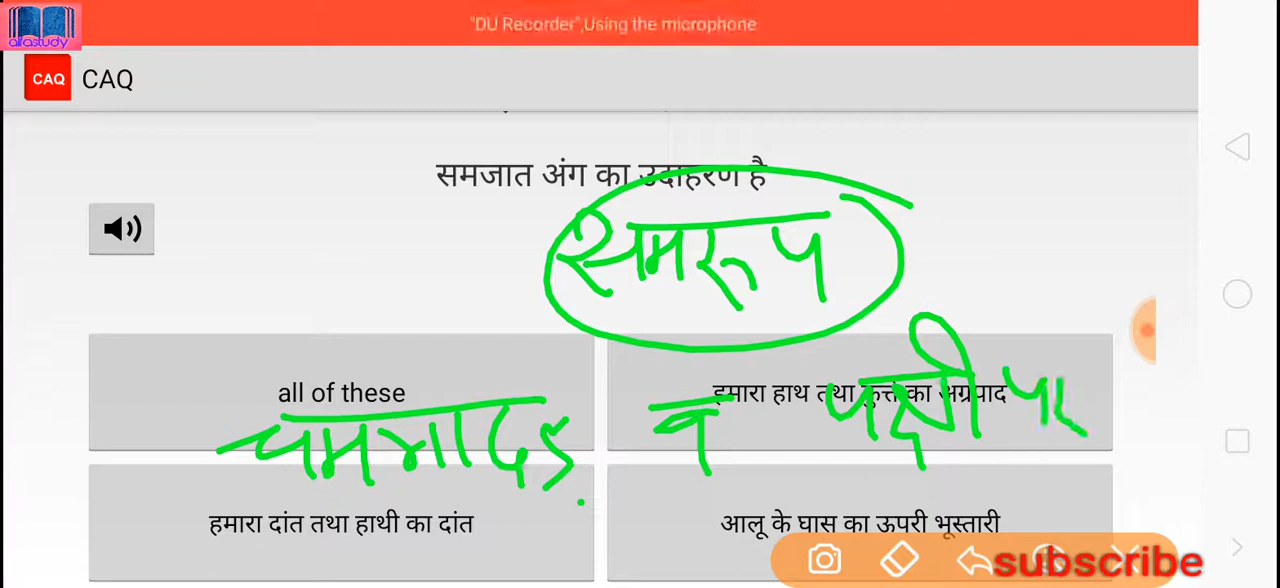 alfastudy
"DU Recorder",Using the microphone
CAQ CAQ
समजात अंग का उदाहरण है
समरूप
all of these
हमारा हाथ तथा कुत्ते का अग्रपाद
चमगादड़ व पक्षी
हमारा दांत तथा हाथी का दांत
आलू के घास का ऊपरी भूस्तारी
subscribe